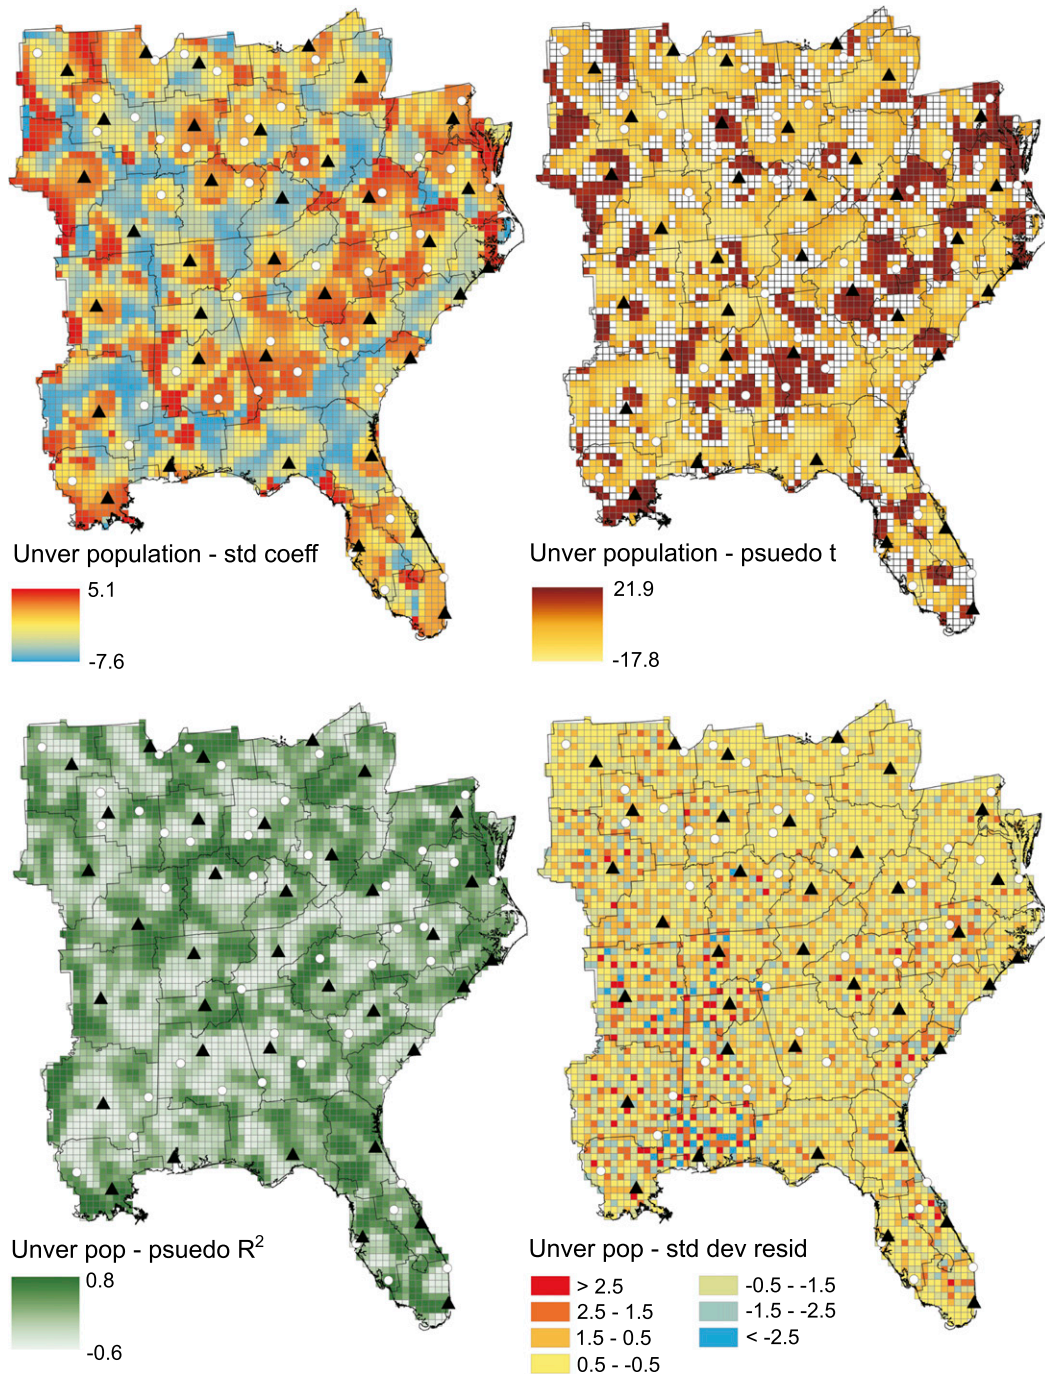 Unver population - std coeff
5.1
-7.6
Unver population - psuedo t
21.9
-17.8
Unver pop - psuedo R²
0.8
-0.6
Unver pop - std dev resid
> 2.5
2.5 - 1.5
1.5 - 0.5
0.5 - -0.5
-0.5 - -1.5
-1.5 - -2.5
< -2.5